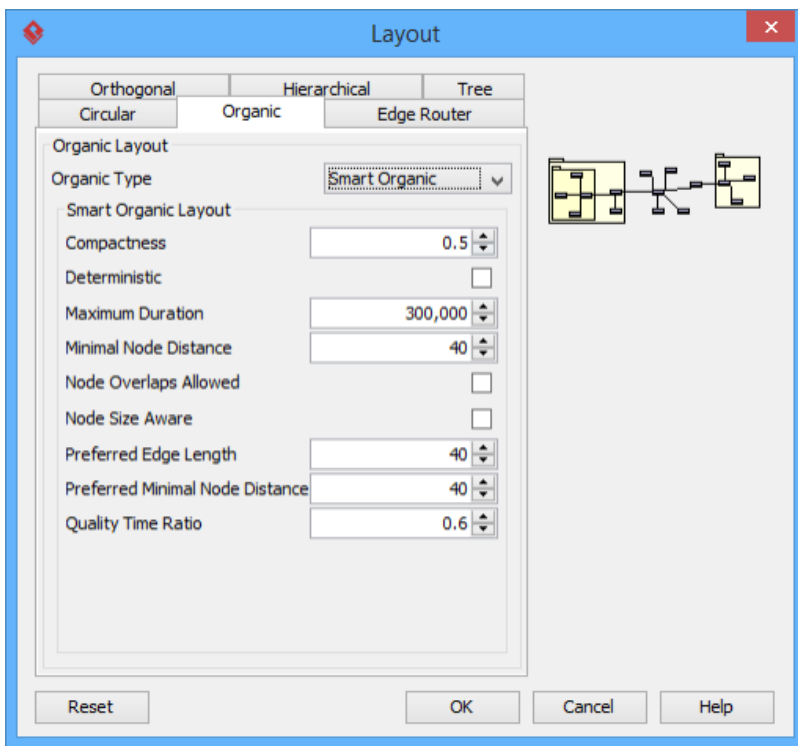 Layout
Orthogonal Hierarchical Tree
Circular Organic Edge Router
Organic Layout
Organic Type Smart Organic
Smart Organic Layout
Compactness 0.5
Deterministic
Maximum Duration 300,000
Minimal Node Distance 40
Node Overlaps Allowed
Node Size Aware
Preferred Edge Length 40
Preferred Minimal Node Distance 40
Quality Time Ratio 0.6
Reset OK Cancel Help